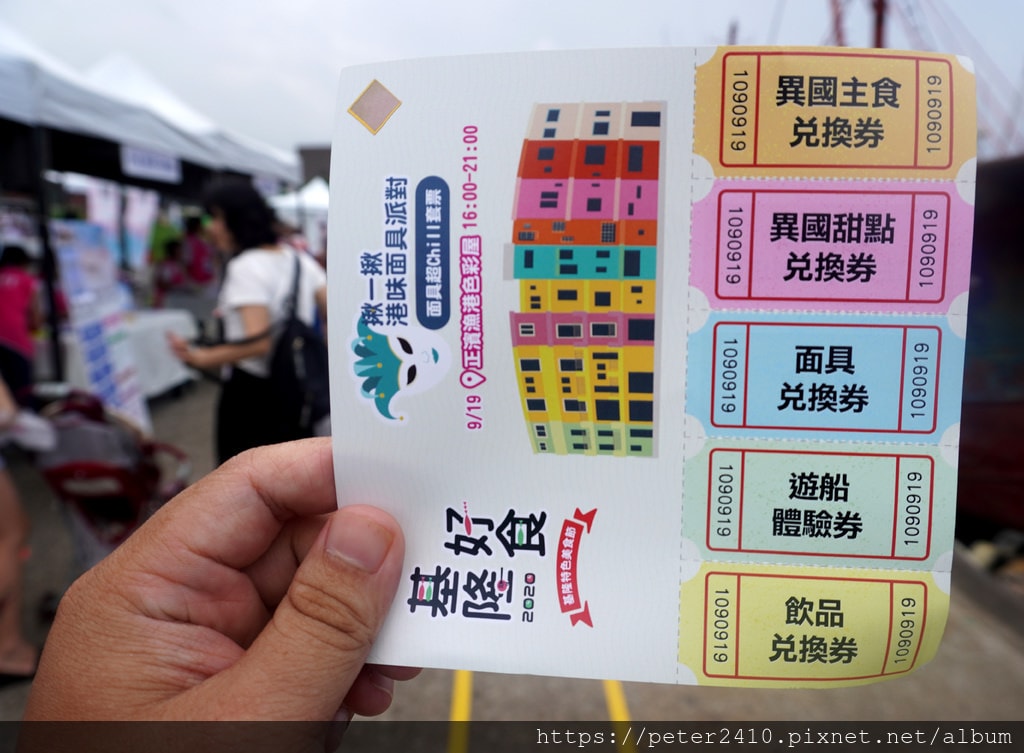 揪一揪
港味面具派對
面具超Chill套票
9/19 正濱漁港色彩屋 16:00-21:00
好食
基隆
2020
基隆特色美食節
1090919
異國主食
兌換券
1090919
1090919
異國甜點
兌換券
1090919
1090919
面具
兌換券
1090919
1090919
遊船
體驗券
1090919
1090919
飲品
兌換券
1090919
https://peter2410.pixnet.net/album